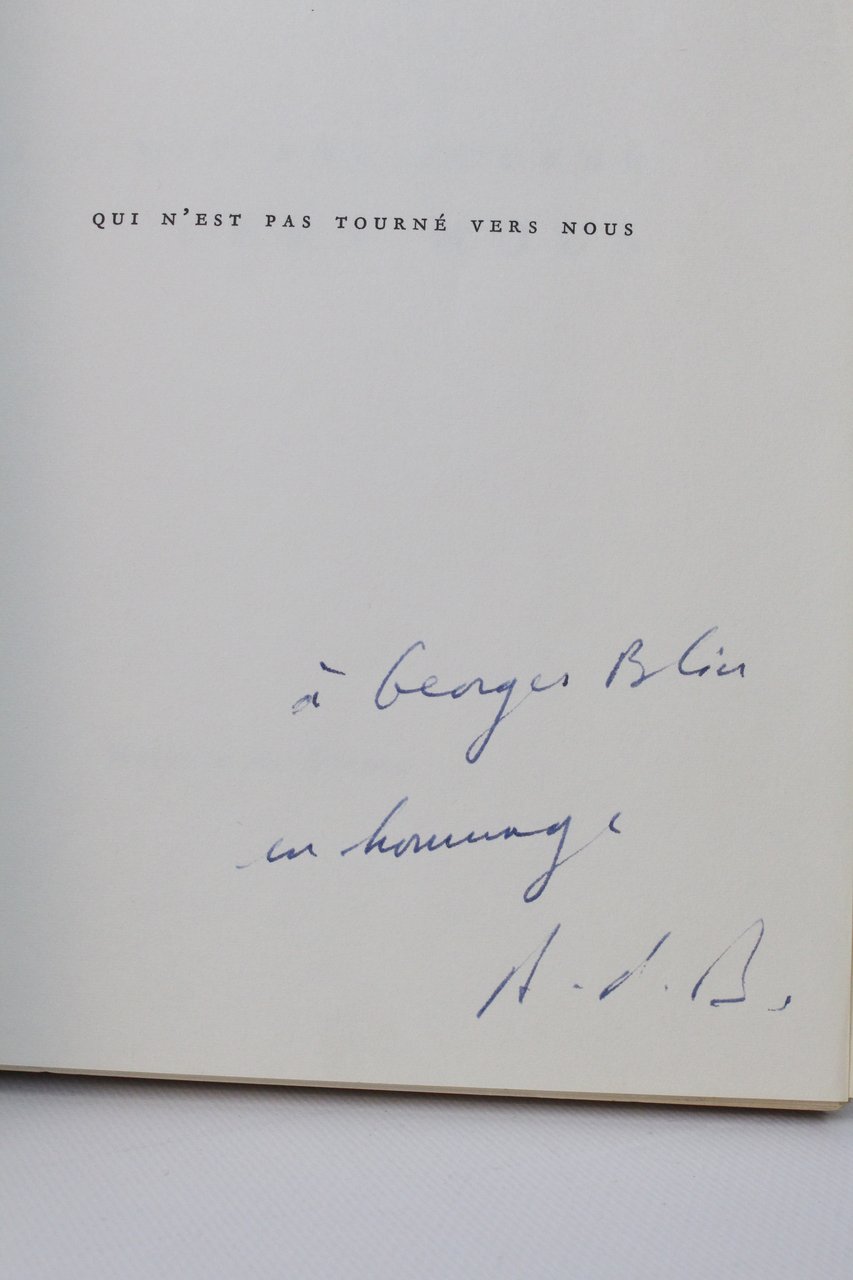 QUI N'EST PAS TOURNÉ VERS NOUS
à Georges Blin
en hommage
A. d. B.